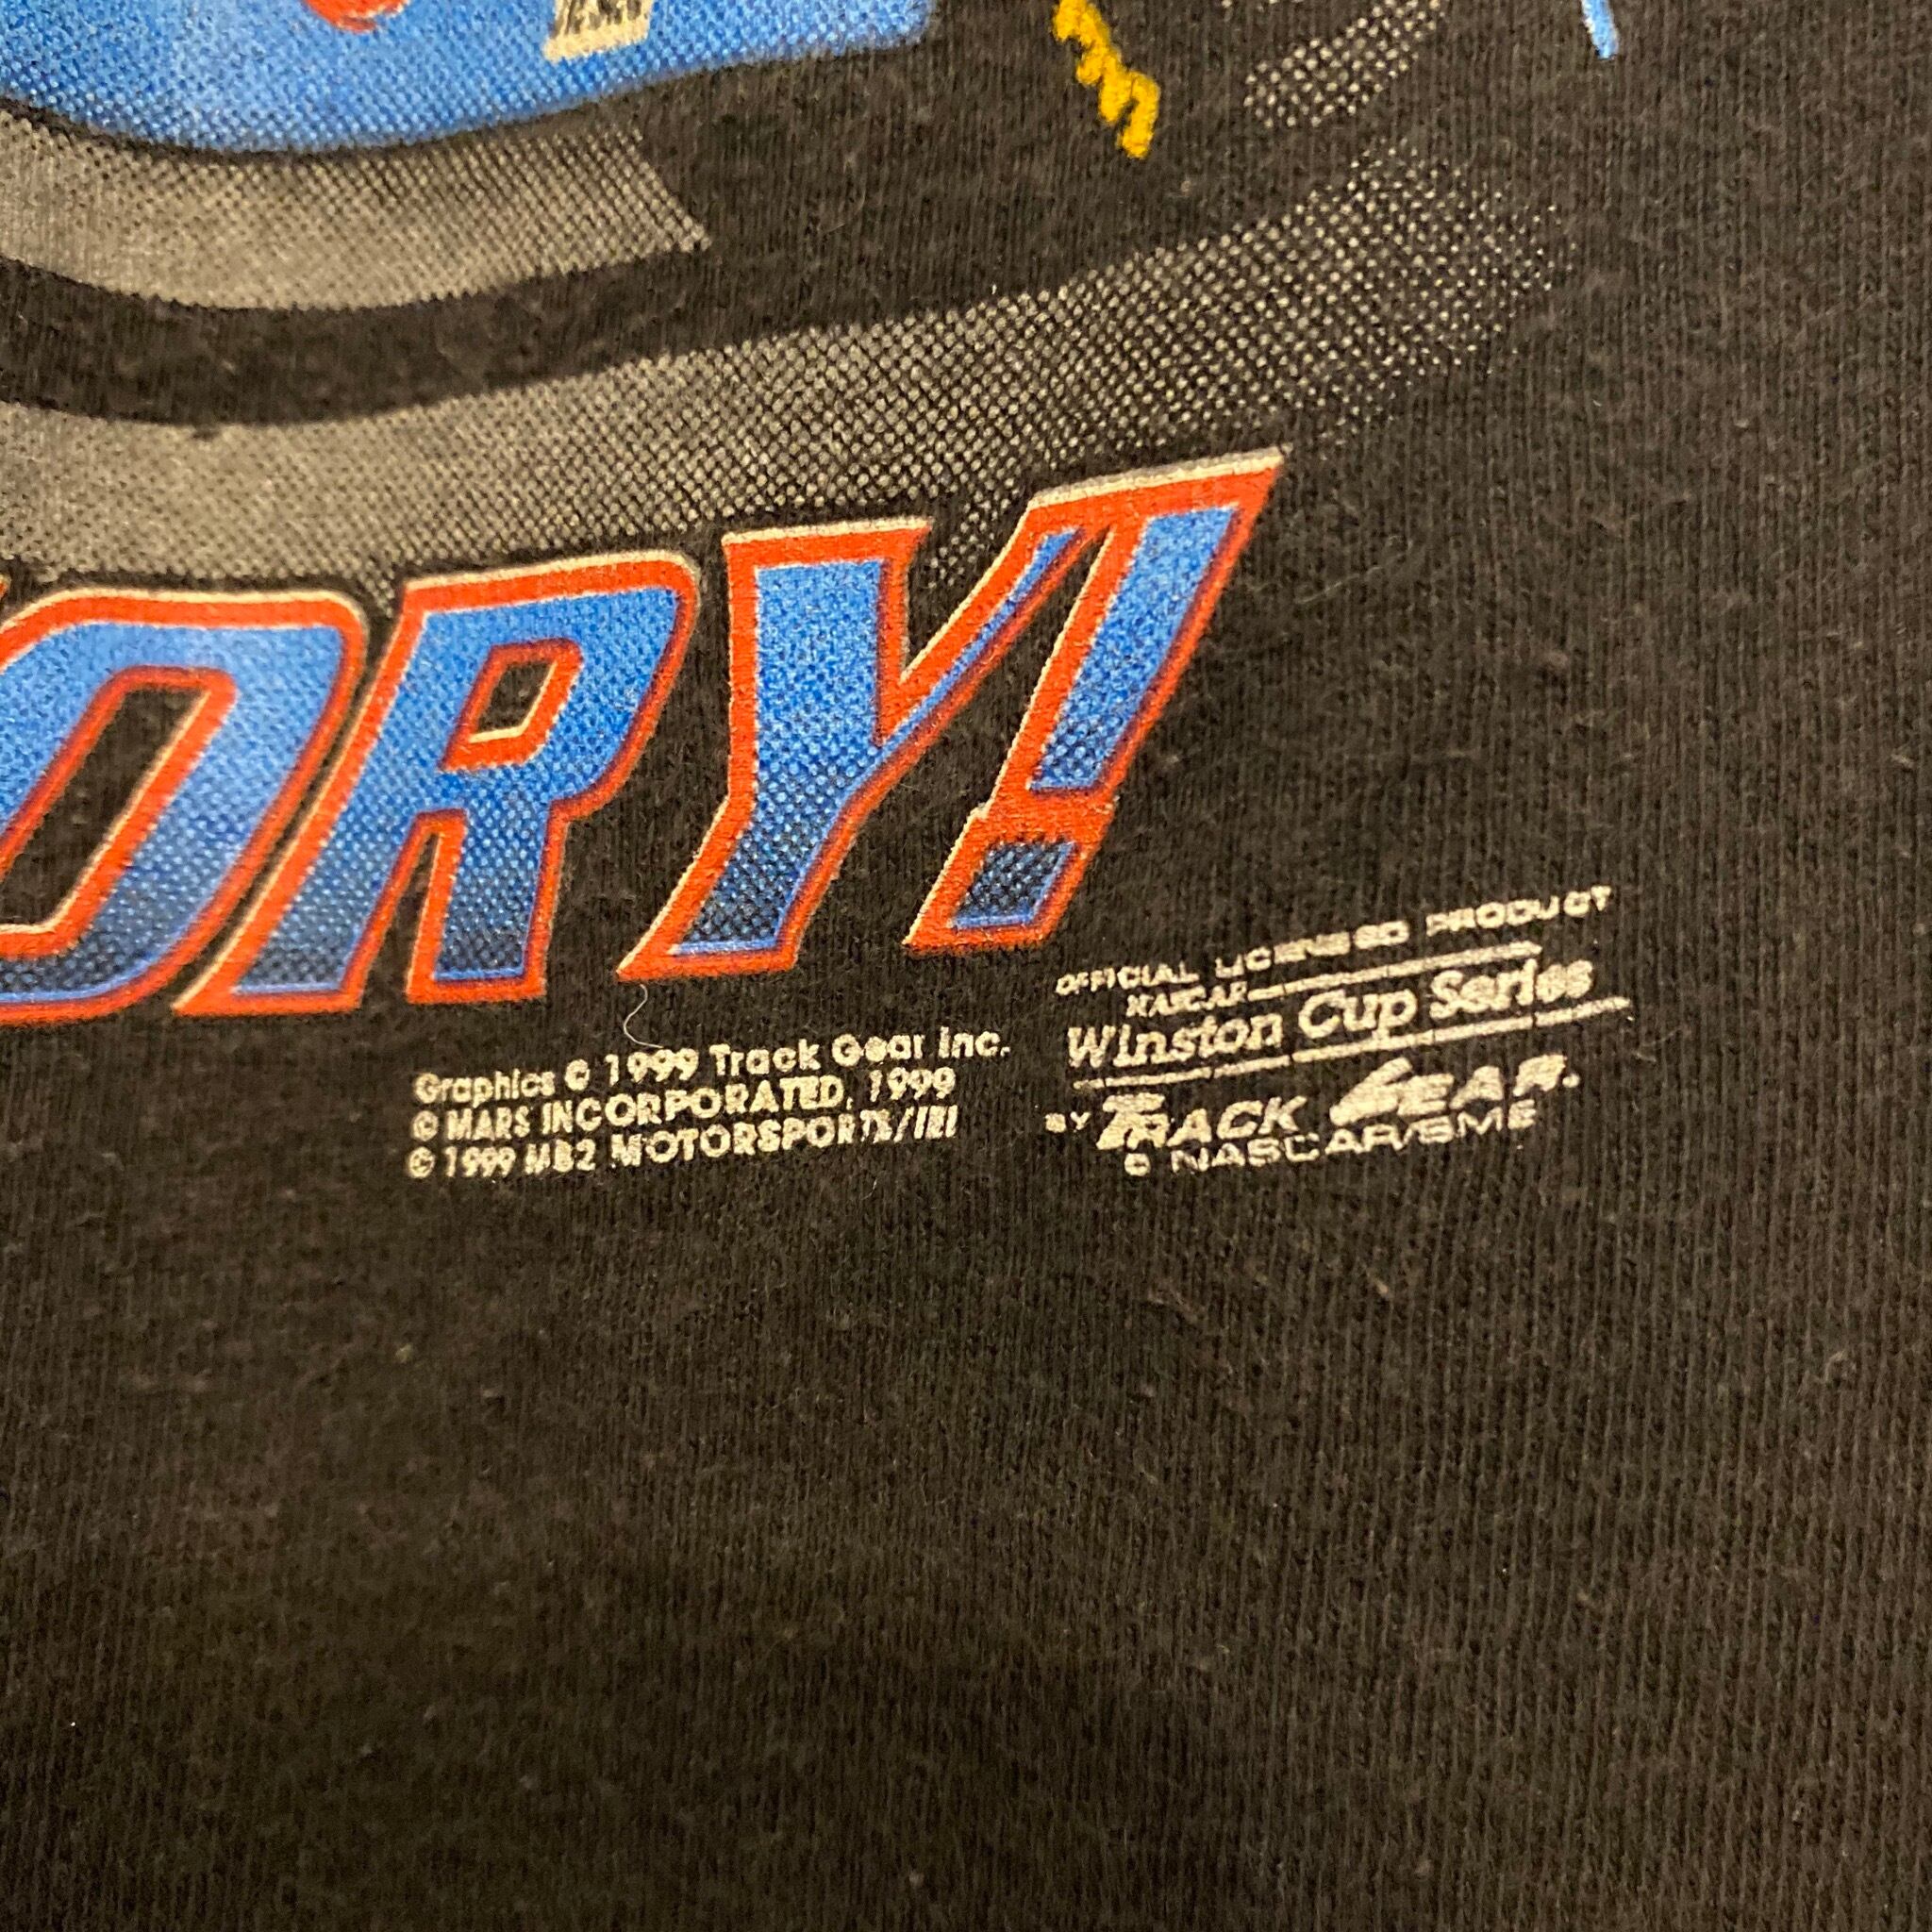 ORY!
Graphics © 1999 Track Gear Inc.
© MARS INCORPORATED, 1999
© 1999 MB2 MOTORSPORTS/IRI
OFFICIAL LICENSED PRODUCT
NASCAR
Winston Cup Series
BY TRACK GEAR.
© NASCAR/SME